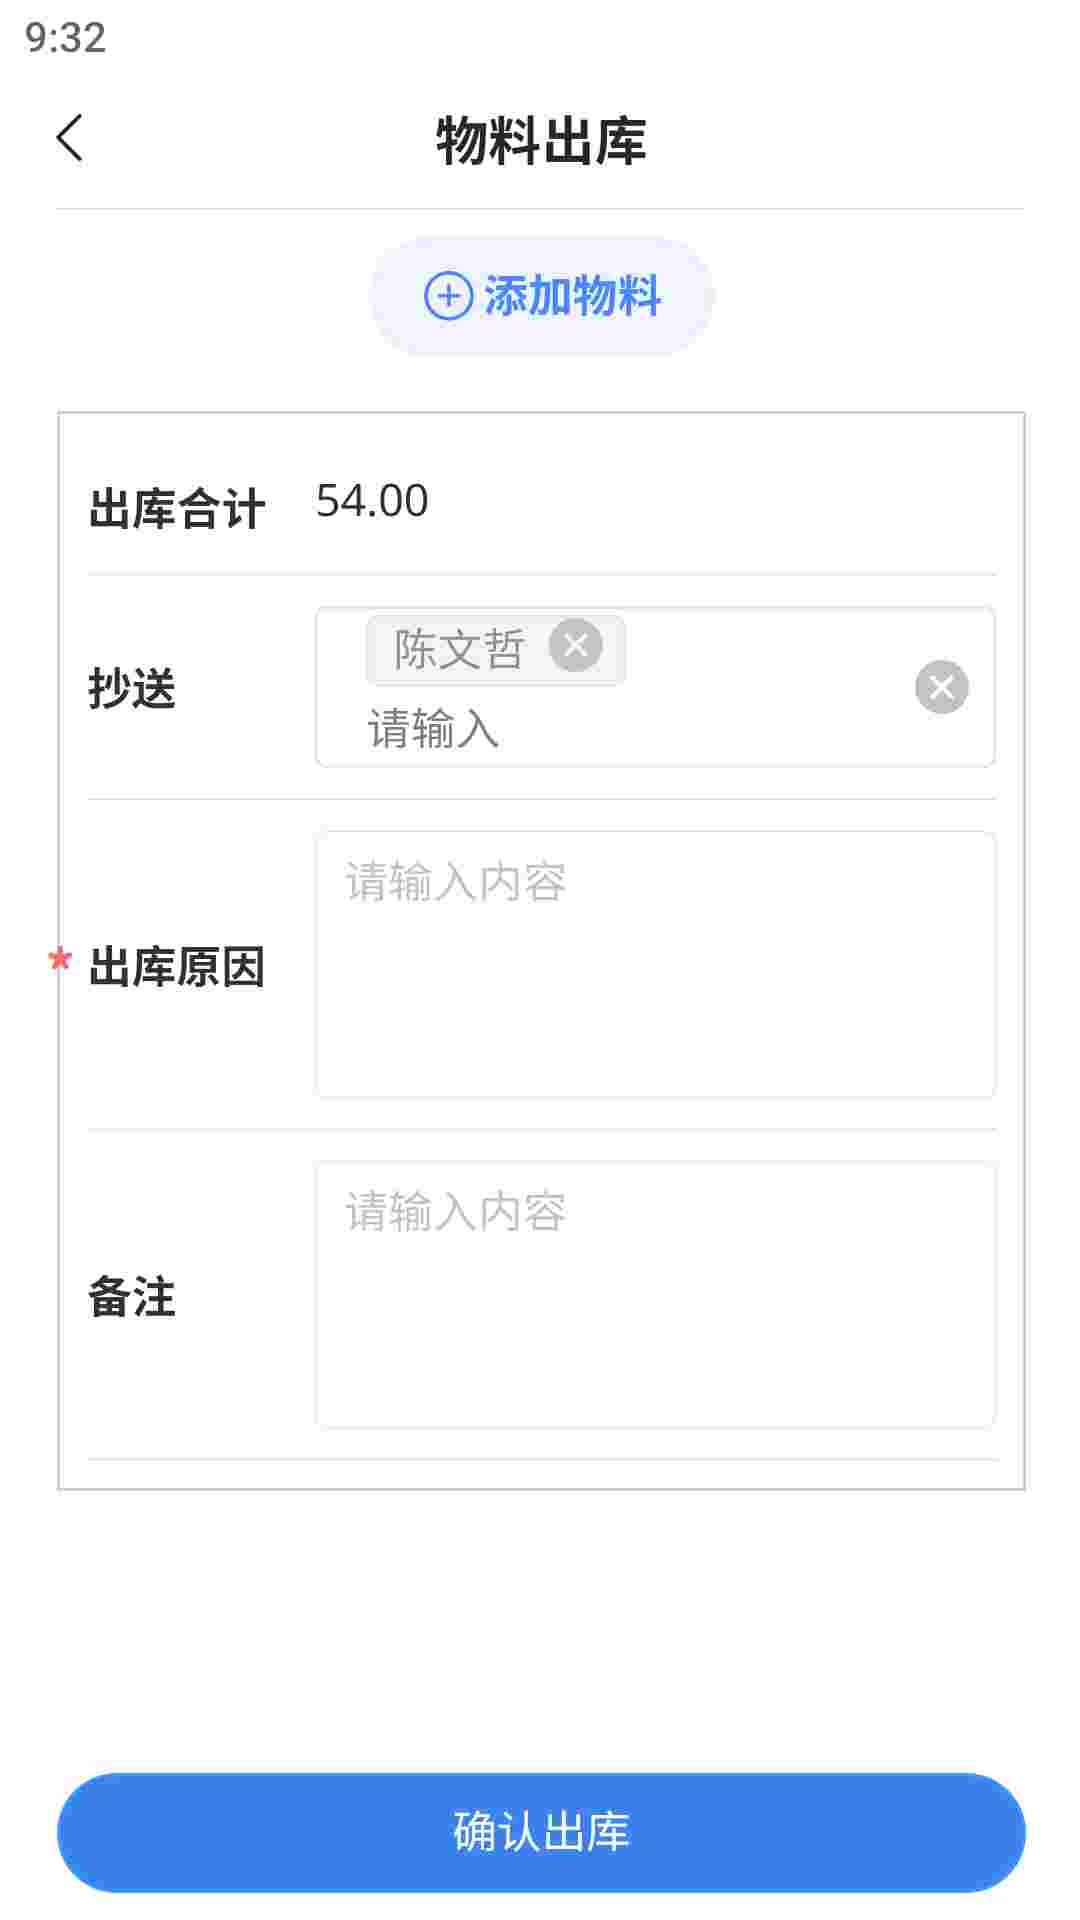 9:32
物料出库
添加物料
出库合计 54.00
抄送
陈文哲
请输入
* 出库原因
请输入内容
备注
请输入内容
确认出库